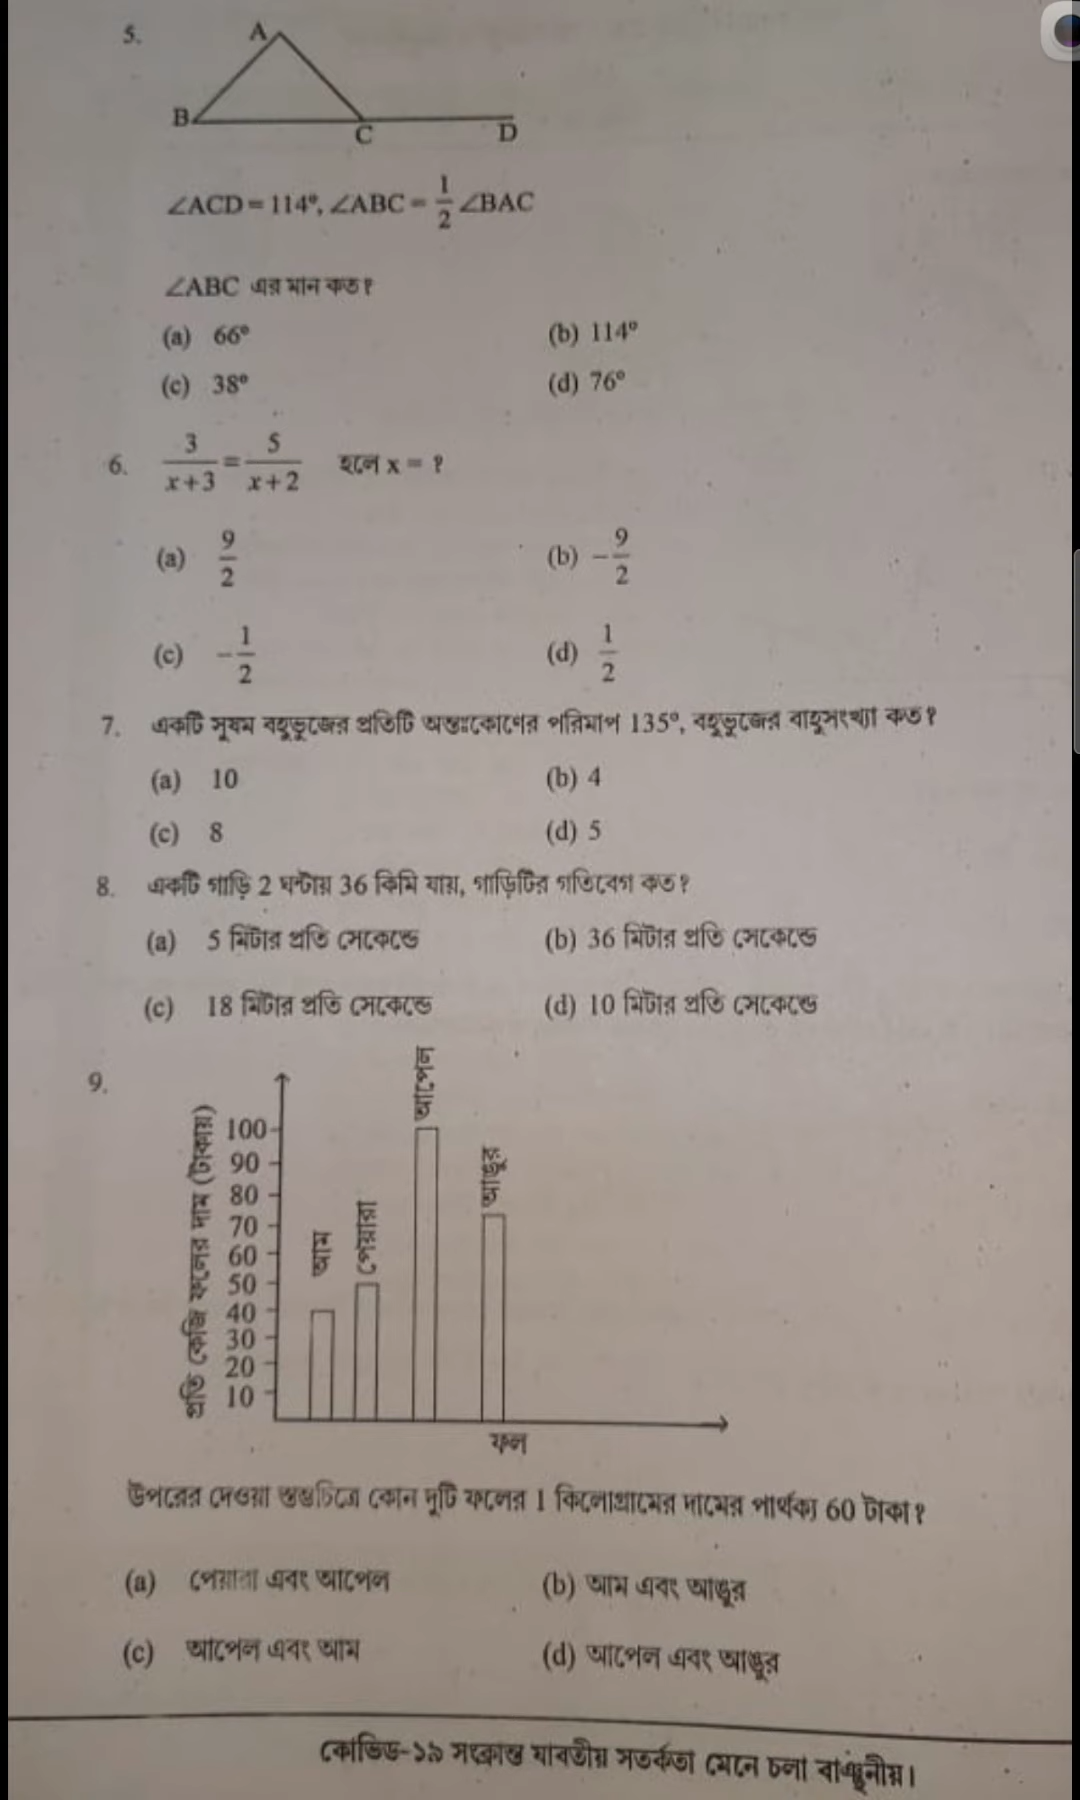 5.
A
B
C
D
∠ACD = 114°, ∠ABC = 1/2 ∠BAC
∠ABC এর মান কত?
(a) 66° (b) 114°
(c) 38° (d) 76°
6. 3/(x+3) = 5/(x+2) হলে x = ?
(a) 9/2 (b) -9/2
(c) -1/2 (d) 1/2
7. একটি সুষম বহুভুজের প্রতিটি অন্তঃকোণের পরিমাপ 135°, বহুভুজের বাহুসংখ্যা কত?
(a) 10 (b) 4
(c) 8 (d) 5
8. একটি গাড়ি 2 ঘন্টায় 36 কিমি যায়, গাড়িটির গতিবেগ কত?
(a) 5 মিটার প্রতি সেকেন্ডে (b) 36 মিটার প্রতি সেকেন্ডে
(c) 18 মিটার প্রতি সেকেন্ডে (d) 10 মিটার প্রতি সেকেন্ডে
9.
প্রতি কেজি ফলের দাম (টাকায়)
100
90
80
70
60
50
40
30
20
10
আম
পেয়ারা
আপেল
আঙুর
ফল
উপরের দেওয়া স্তম্ভচিত্রে কোন দুটি ফলের 1 কিলোগ্রামের দামের পার্থক্য 60 টাকা?
(a) পেয়ারা এবং আপেল (b) আম এবং আঙুর
(c) আপেল এবং আম (d) আপেল এবং আঙুর
কোভিড-১৯ সংক্রান্ত যাবতীয় সতর্কতা মেনে চলা বাঞ্ছনীয়।